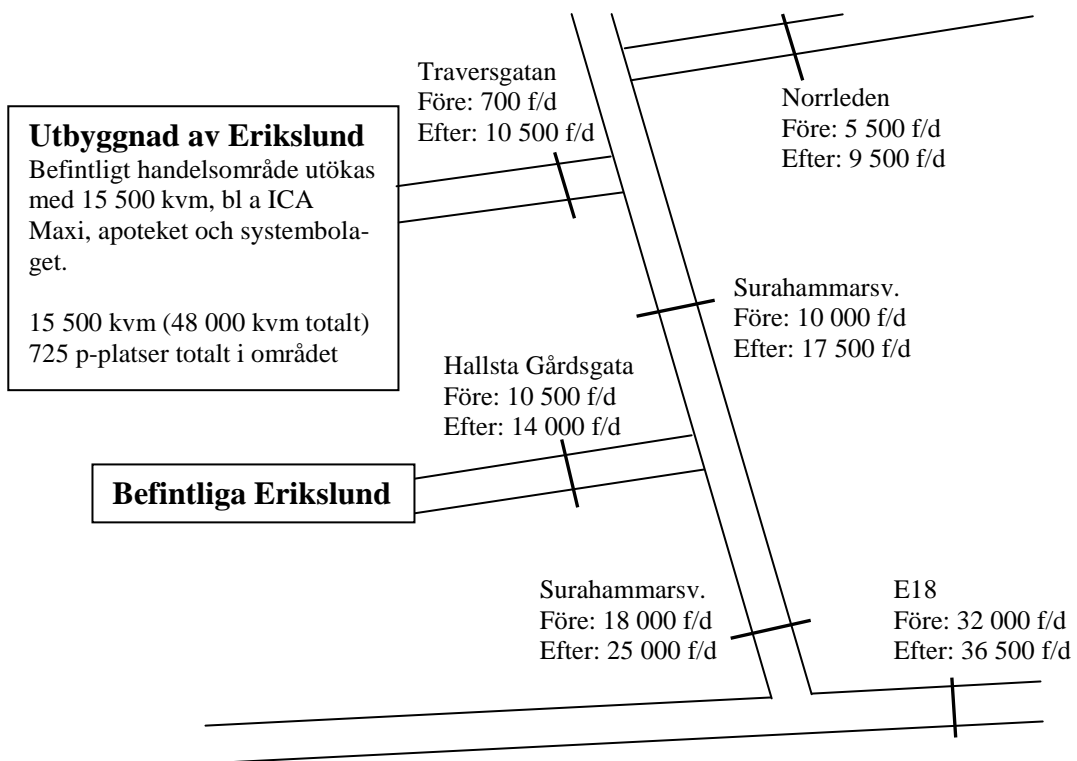 Traversgatan
Före: 700 f/d
Efter: 10 500 f/d
Norrleden
Före: 5 500 f/d
Efter: 9 500 f/d
Utbyggnad av Erikslund
Befintligt handelsområde utökas
med 15 500 kvm, bl a ICA
Maxi, apoteket och systembola-
get.
15 500 kvm (48 000 kvm totalt)
725 p-platser totalt i området
Surahammarsv.
Före: 10 000 f/d
Efter: 17 500 f/d
Hallsta Gårdsgata
Före: 10 500 f/d
Efter: 14 000 f/d
Befintliga Erikslund
Surahammarsv.
Före: 18 000 f/d
Efter: 25 000 f/d
E18
Före: 32 000 f/d
Efter: 36 500 f/d